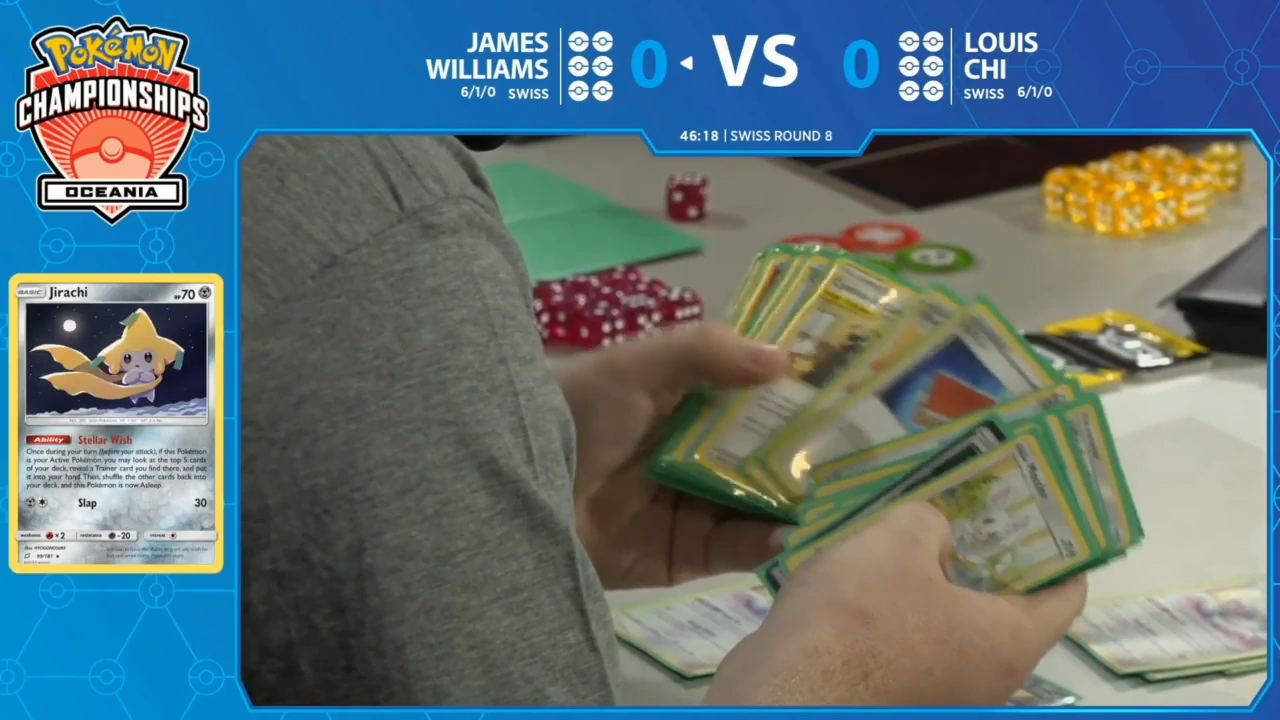 Pokémon
CHAMPIONSHIPS
OCEANIA
JAMES
WILLIAMS
6/1/0 SWISS
0
VS
0
LOUIS
CHI
SWISS 6/1/0
46:18 | SWISS ROUND 8
BASIC Jirachi HP70
Ability Stellar Wish
Once during your turn (before your attack), if this Pokémon
is your Active Pokémon, you may look at the top 5 cards
of your deck, reveal a Trainer card you find there, and put
it into your hand. Then, shuffle the other cards back into
your deck, and this Pokémon is now Asleep.
Slap 30
weakness ×2 resistance -20 retreat
99/181